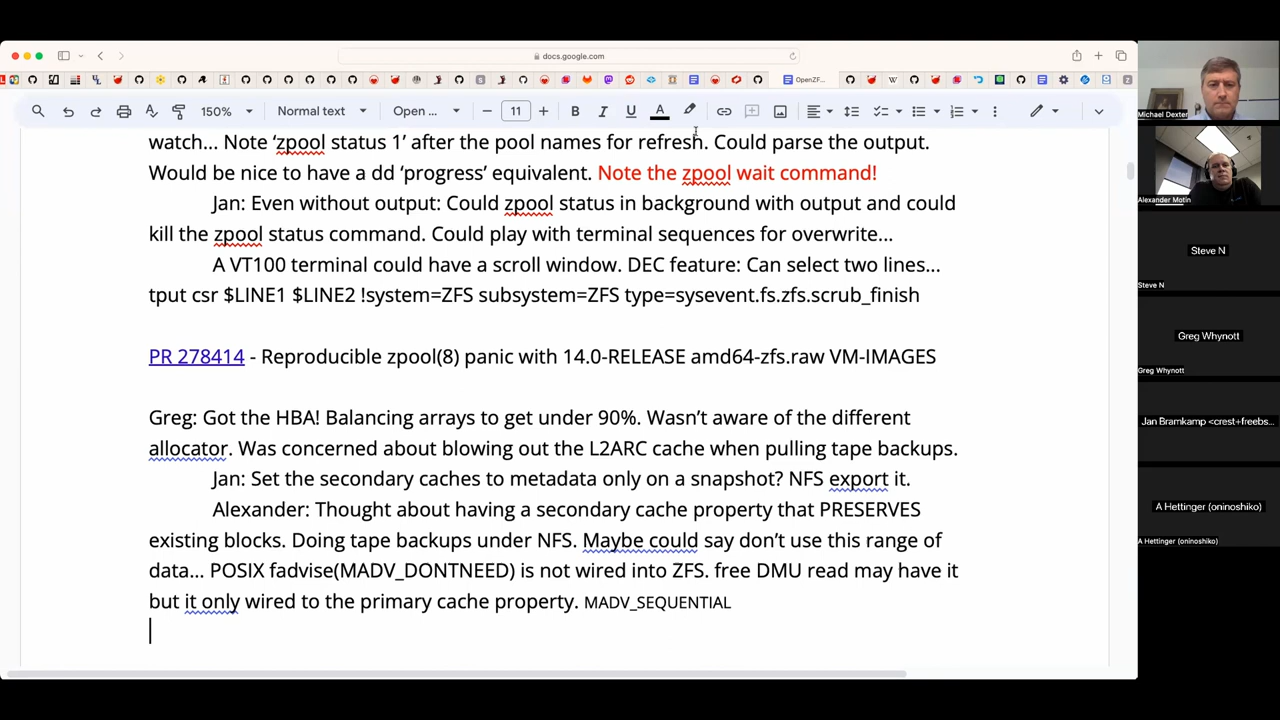 docs.google.com
OpenZF...
150%
Normal text
Open ...
11
watch... Note ‘zpool status 1’ after the pool names for refresh. Could parse the output.
Would be nice to have a dd ‘progress’ equivalent. Note the zpool wait command!
Jan: Even without output: Could zpool status in background with output and could
kill the zpool status command. Could play with terminal sequences for overwrite...
A VT100 terminal could have a scroll window. DEC feature: Can select two lines...
tput csr $LINE1 $LINE2 !system=ZFS subsystem=ZFS type=sysevent.fs.zfs.scrub_finish
PR 278414 - Reproducible zpool(8) panic with 14.0-RELEASE amd64-zfs.raw VM-IMAGES
Greg: Got the HBA! Balancing arrays to get under 90%. Wasn’t aware of the different
allocator. Was concerned about blowing out the L2ARC cache when pulling tape backups.
Jan: Set the secondary caches to metadata only on a snapshot? NFS export it.
Alexander: Thought about having a secondary cache property that PRESERVES
existing blocks. Doing tape backups under NFS. Maybe could say don’t use this range of
data... POSIX fadvise(MADV_DONTNEED) is not wired into ZFS. free DMU read may have it
but it only wired to the primary cache property. MADV_SEQUENTIAL
Michael Dexter
Alexander Motin
Steve N
Steve N
Greg Whynott
Greg Whynott
Jan Bramkamp <crest+freebs...
A Hettinger (oninoshiko)
A Hettinger (oninoshiko)